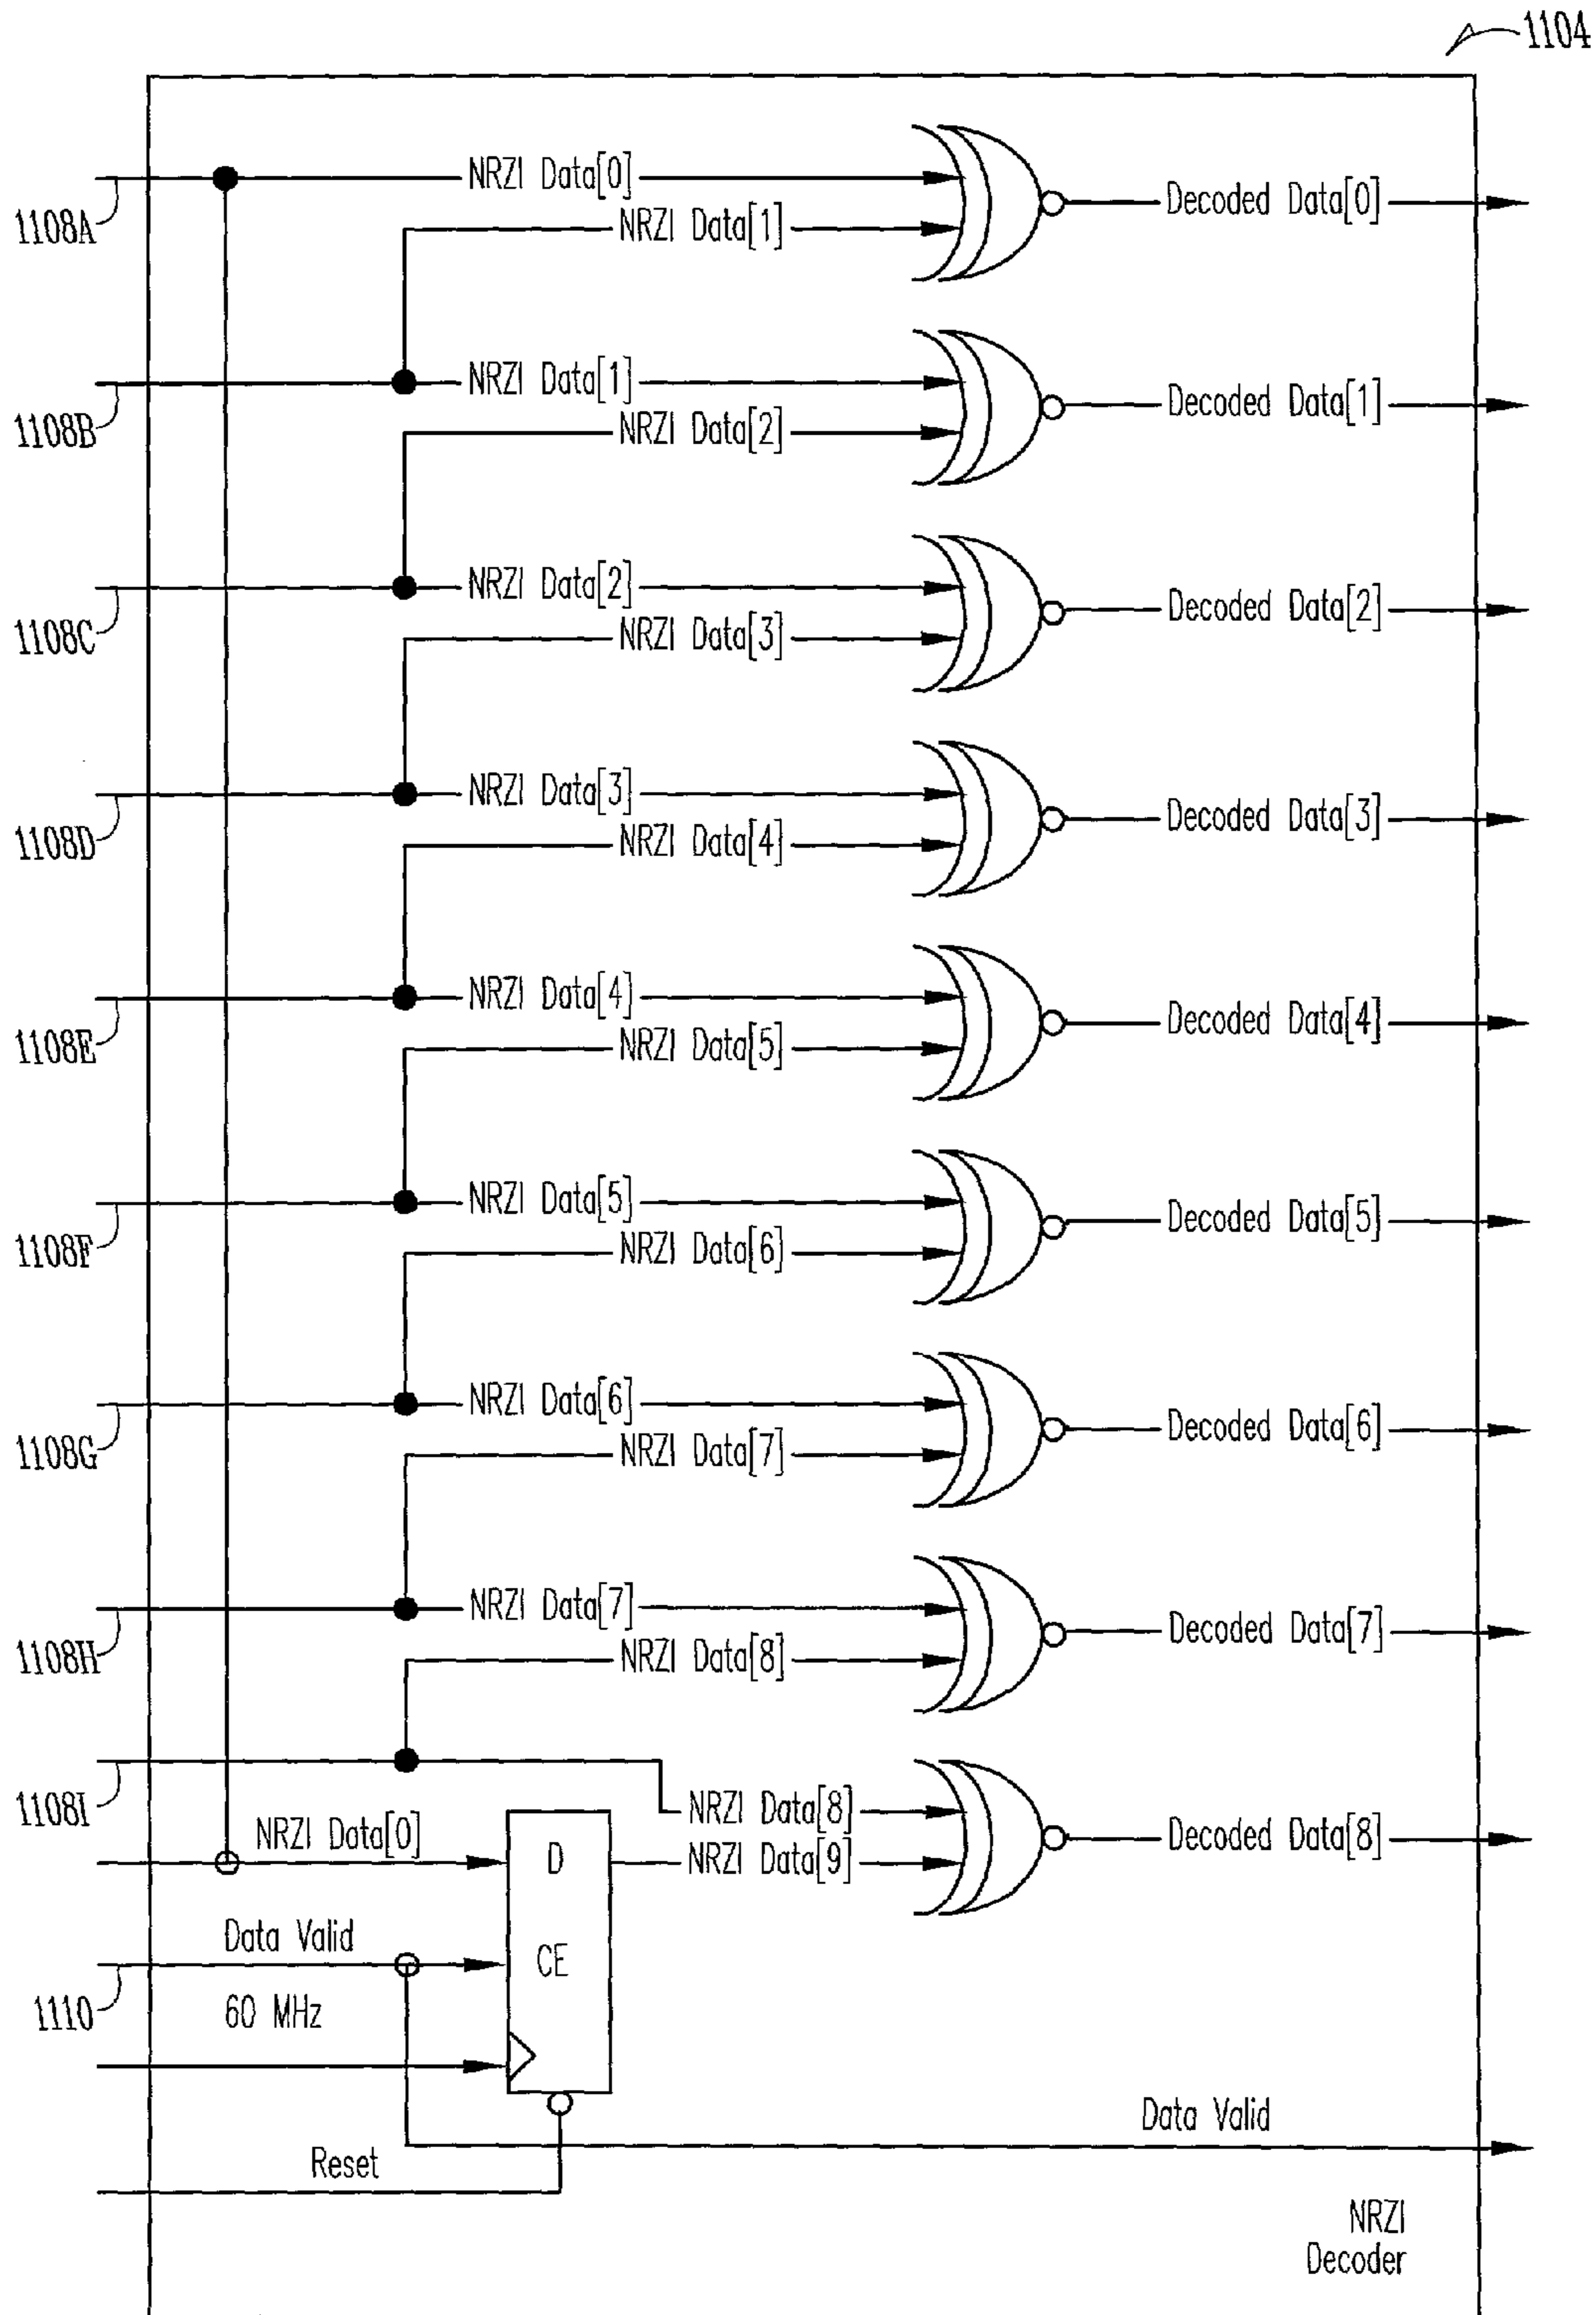 1104
NRZI Data[0]
Decoded Data[0]
1108A
NRZI Data[1]
NRZI Data[1]
Decoded Data[1]
1108B
NRZI Data[2]
NRZI Data[2]
Decoded Data[2]
1108C
NRZI Data[3]
NRZI Data[3]
Decoded Data[3]
1108D
NRZI Data[4]
NRZI Data[4]
Decoded Data[4]
1108E
NRZI Data[5]
NRZI Data[5]
Decoded Data[5]
1108F
NRZI Data[6]
NRZI Data[6]
Decoded Data[6]
1108G
NRZI Data[7]
NRZI Data[7]
Decoded Data[7]
1108H
NRZI Data[8]
1108I
NRZI Data[8]
Decoded Data[8]
NRZI Data[0]
D
NRZI Data[9]
Data Valid
CE
1110
60 MHz
Data Valid
Reset
NRZI
Decoder